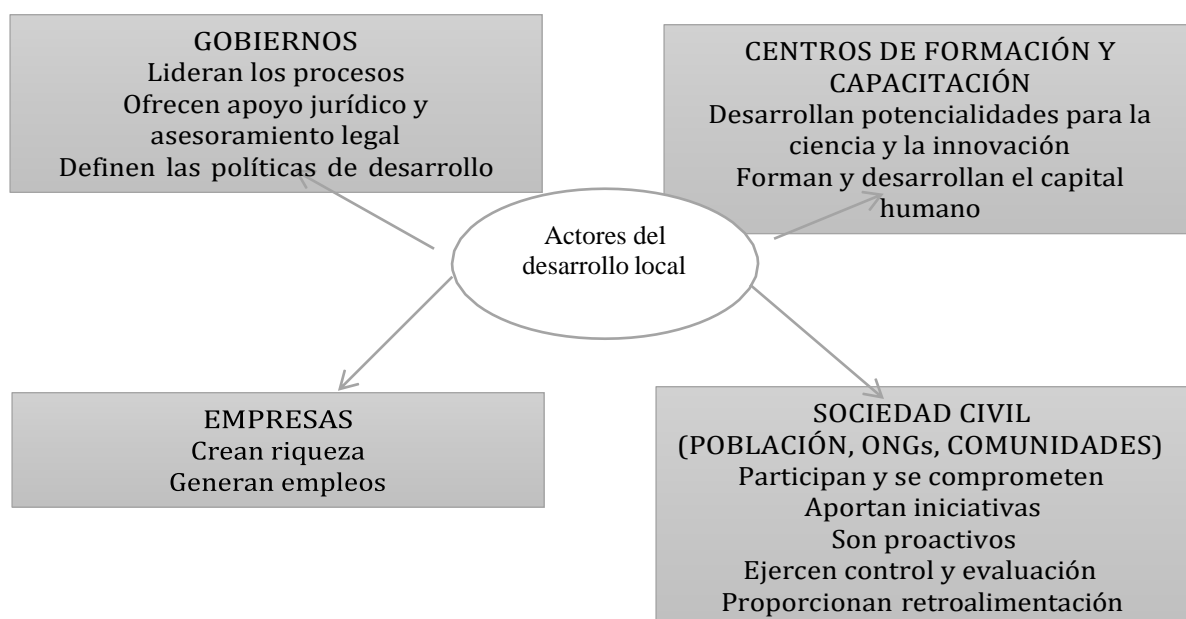 GOBIERNOS
Lideran los procesos
Ofrecen apoyo jurídico y
asesoramiento legal
Definen las políticas de desarrollo
CENTROS DE FORMACIÓN Y
CAPACITACIÓN
Desarrollan potencialidades para la
ciencia y la innovación
Forman y desarrollan el capital
humano
Actores del
desarrollo local
EMPRESAS
Crean riqueza
Generan empleos
SOCIEDAD CIVIL
(POBLACIÓN, ONGs, COMUNIDADES)
Participan y se comprometen
Aportan iniciativas
Son proactivos
Ejercen control y evaluación
Proporcionan retroalimentación